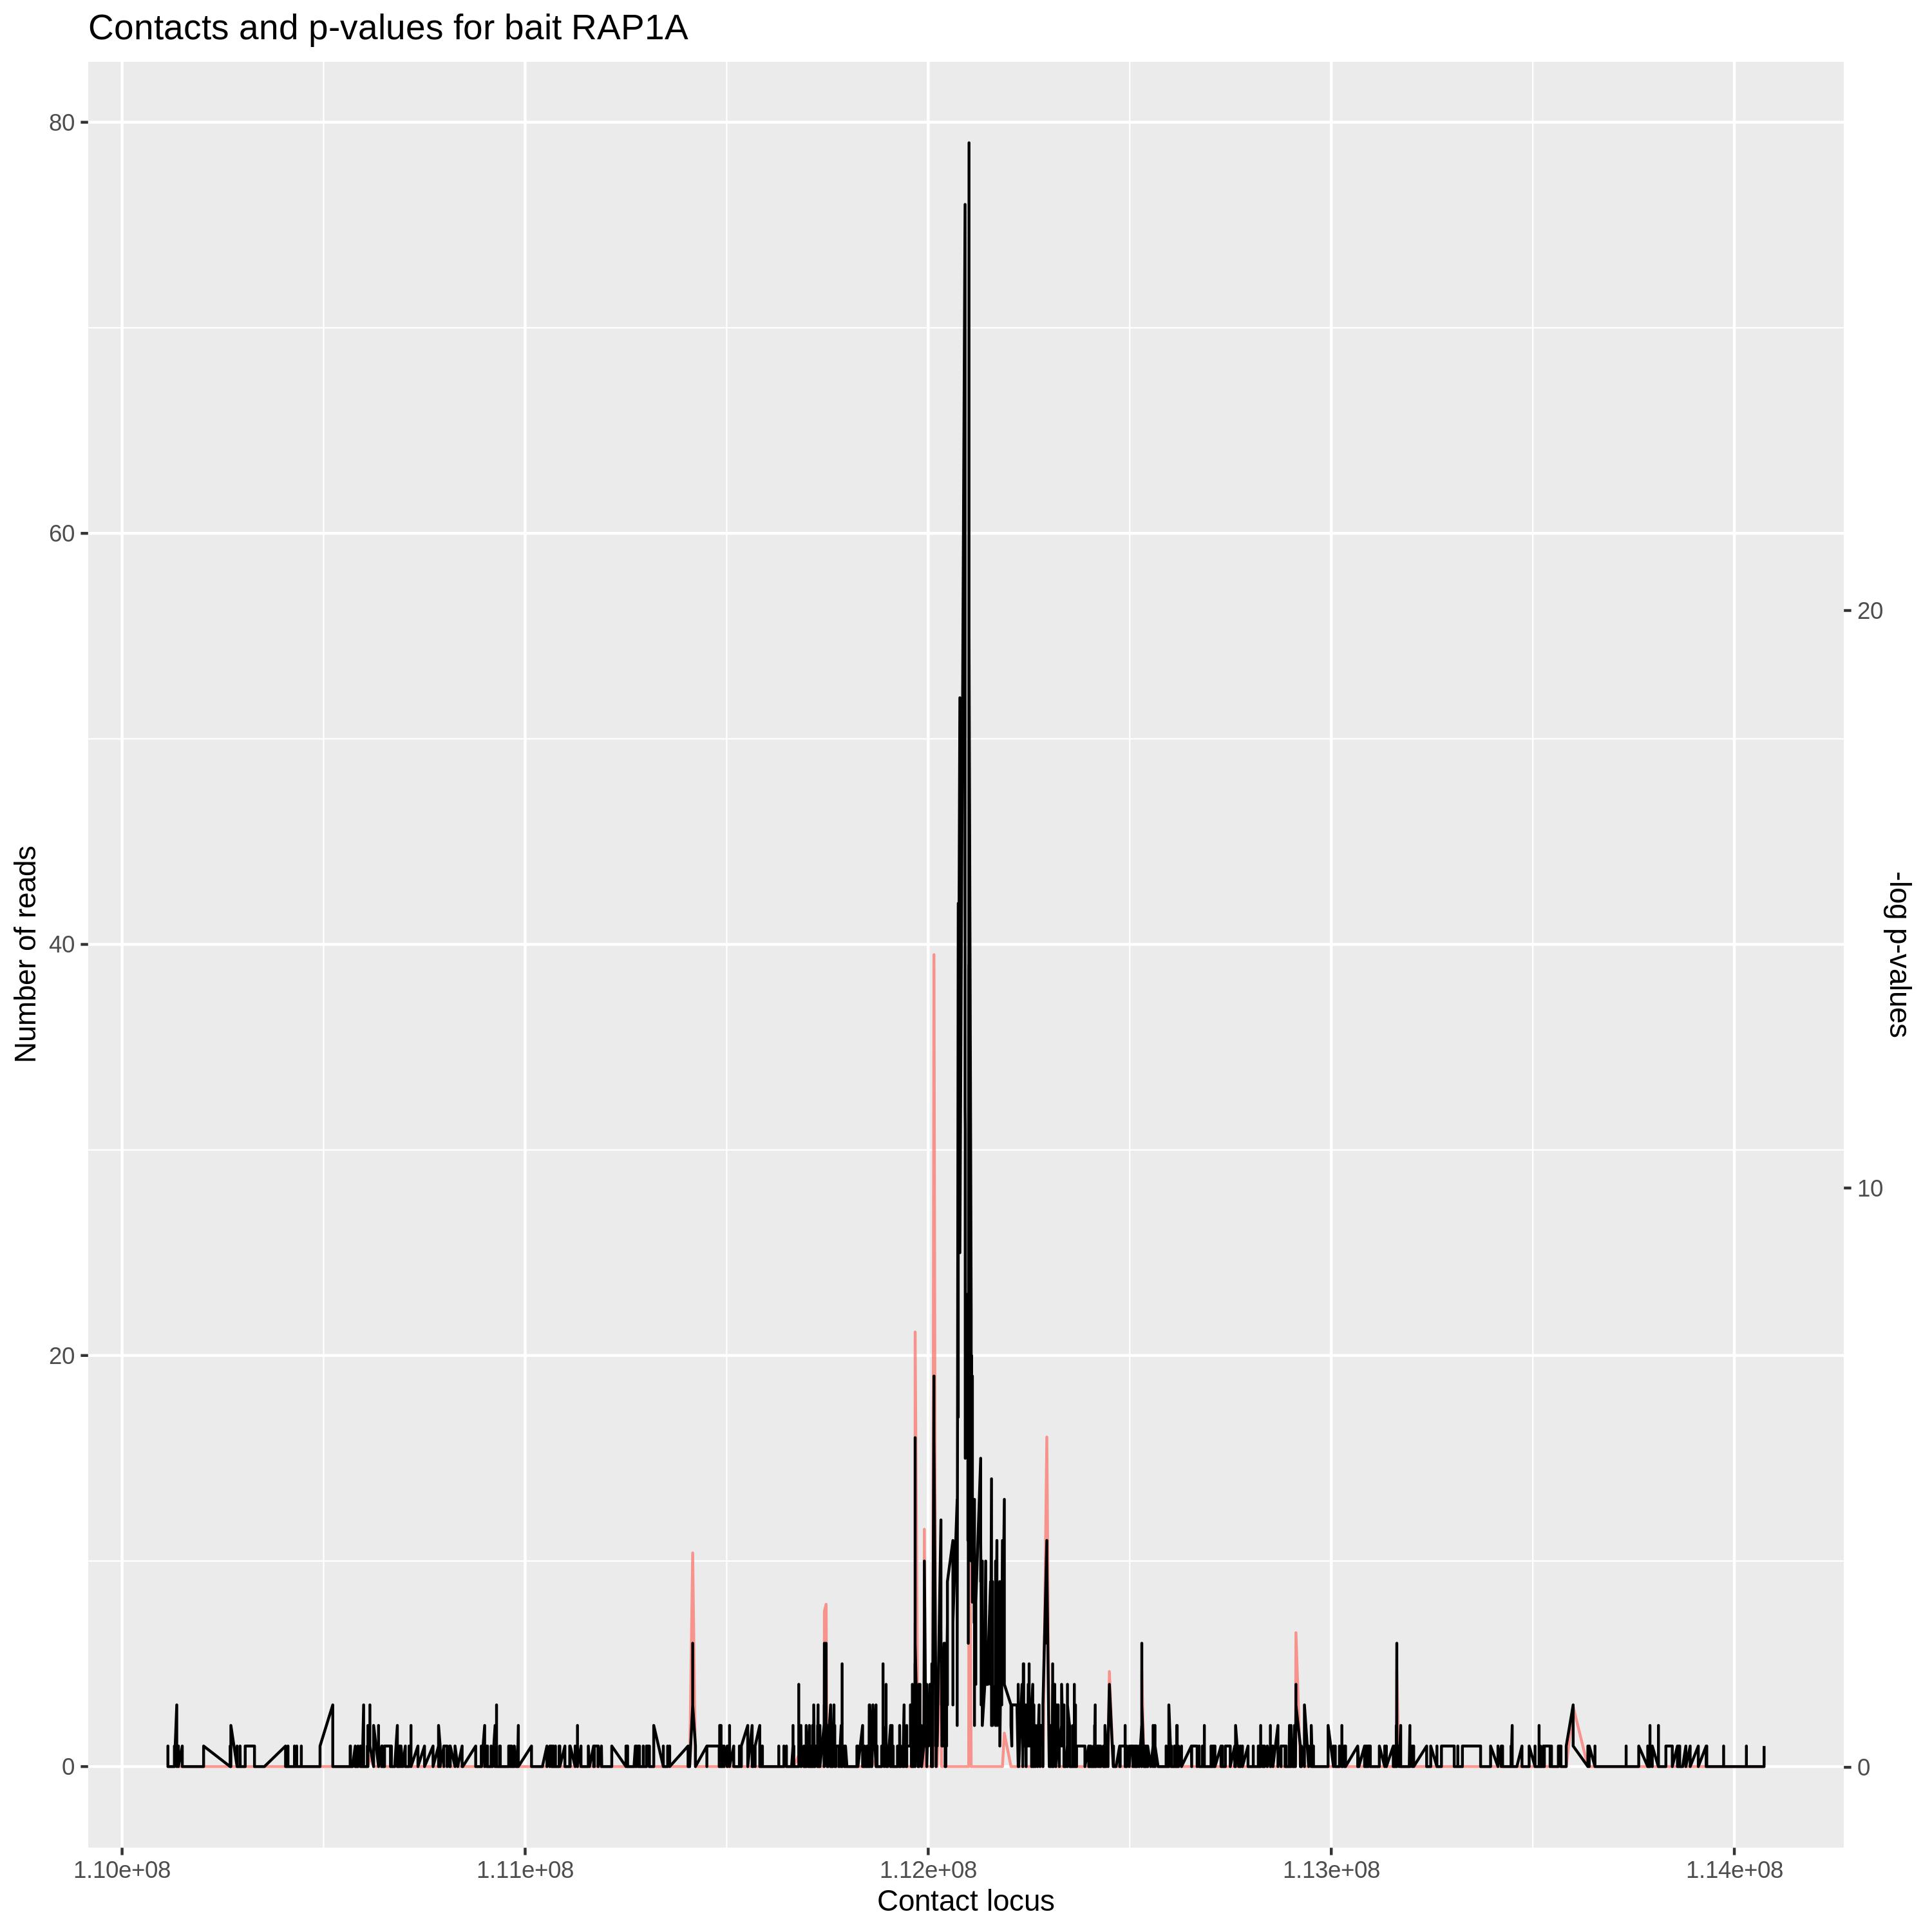 Contacts and p-values for bait RAP1A
80
60
40
20
0
Number of reads
20
10
0
-log p-values
1.10e+08
1.11e+08
1.12e+08
1.13e+08
1.14e+08
Contact locus